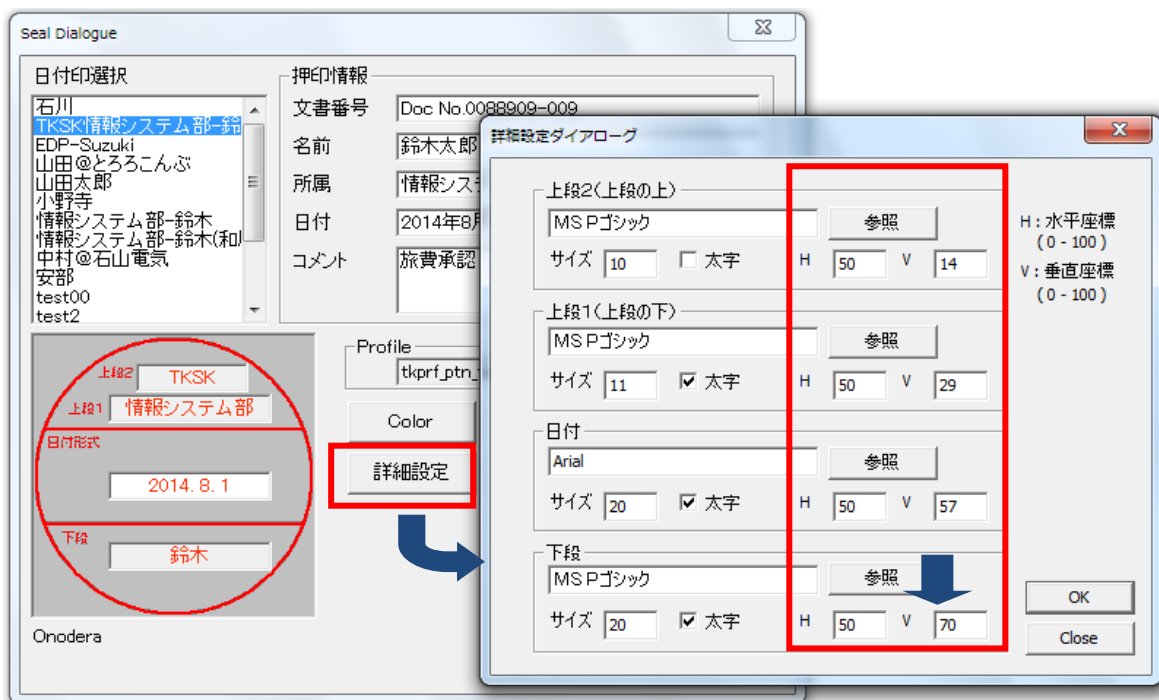 Seal Dialogue
日付印選択
石川
TKSK情報システム部-鈴
EDP-Suzuki
山田@とろろこんぶ
山田太郎
小野寺
情報システム部-鈴木
情報システム部-鈴木(和
中村@石山電気
安部
test00
test2
押印情報
文書番号 Doc No.0088909-009
名前 鈴木太郎
所属 情報シス
日付 2014年8
コメント 旅費承認
上段2 TKSK
上段1 情報システム部
日付形式
2014. 8. 1
下段
鈴木
Onodera
Profile
tkprf_ptn_
Color
詳細設定
詳細設定ダイアローグ
上段2(上段の上)
MS Pゴシック 参照
サイズ 10 太字 H 50 V 14
上段1(上段の下)
MS Pゴシック 参照
サイズ 11 太字 H 50 V 29
日付
Arial 参照
サイズ 20 太字 H 50 V 57
下段
MS Pゴシック 参照
サイズ 20 太字 H 50 V 70
H : 水平座標
( 0 - 100 )
V : 垂直座標
( 0 - 100 )
OK
Close